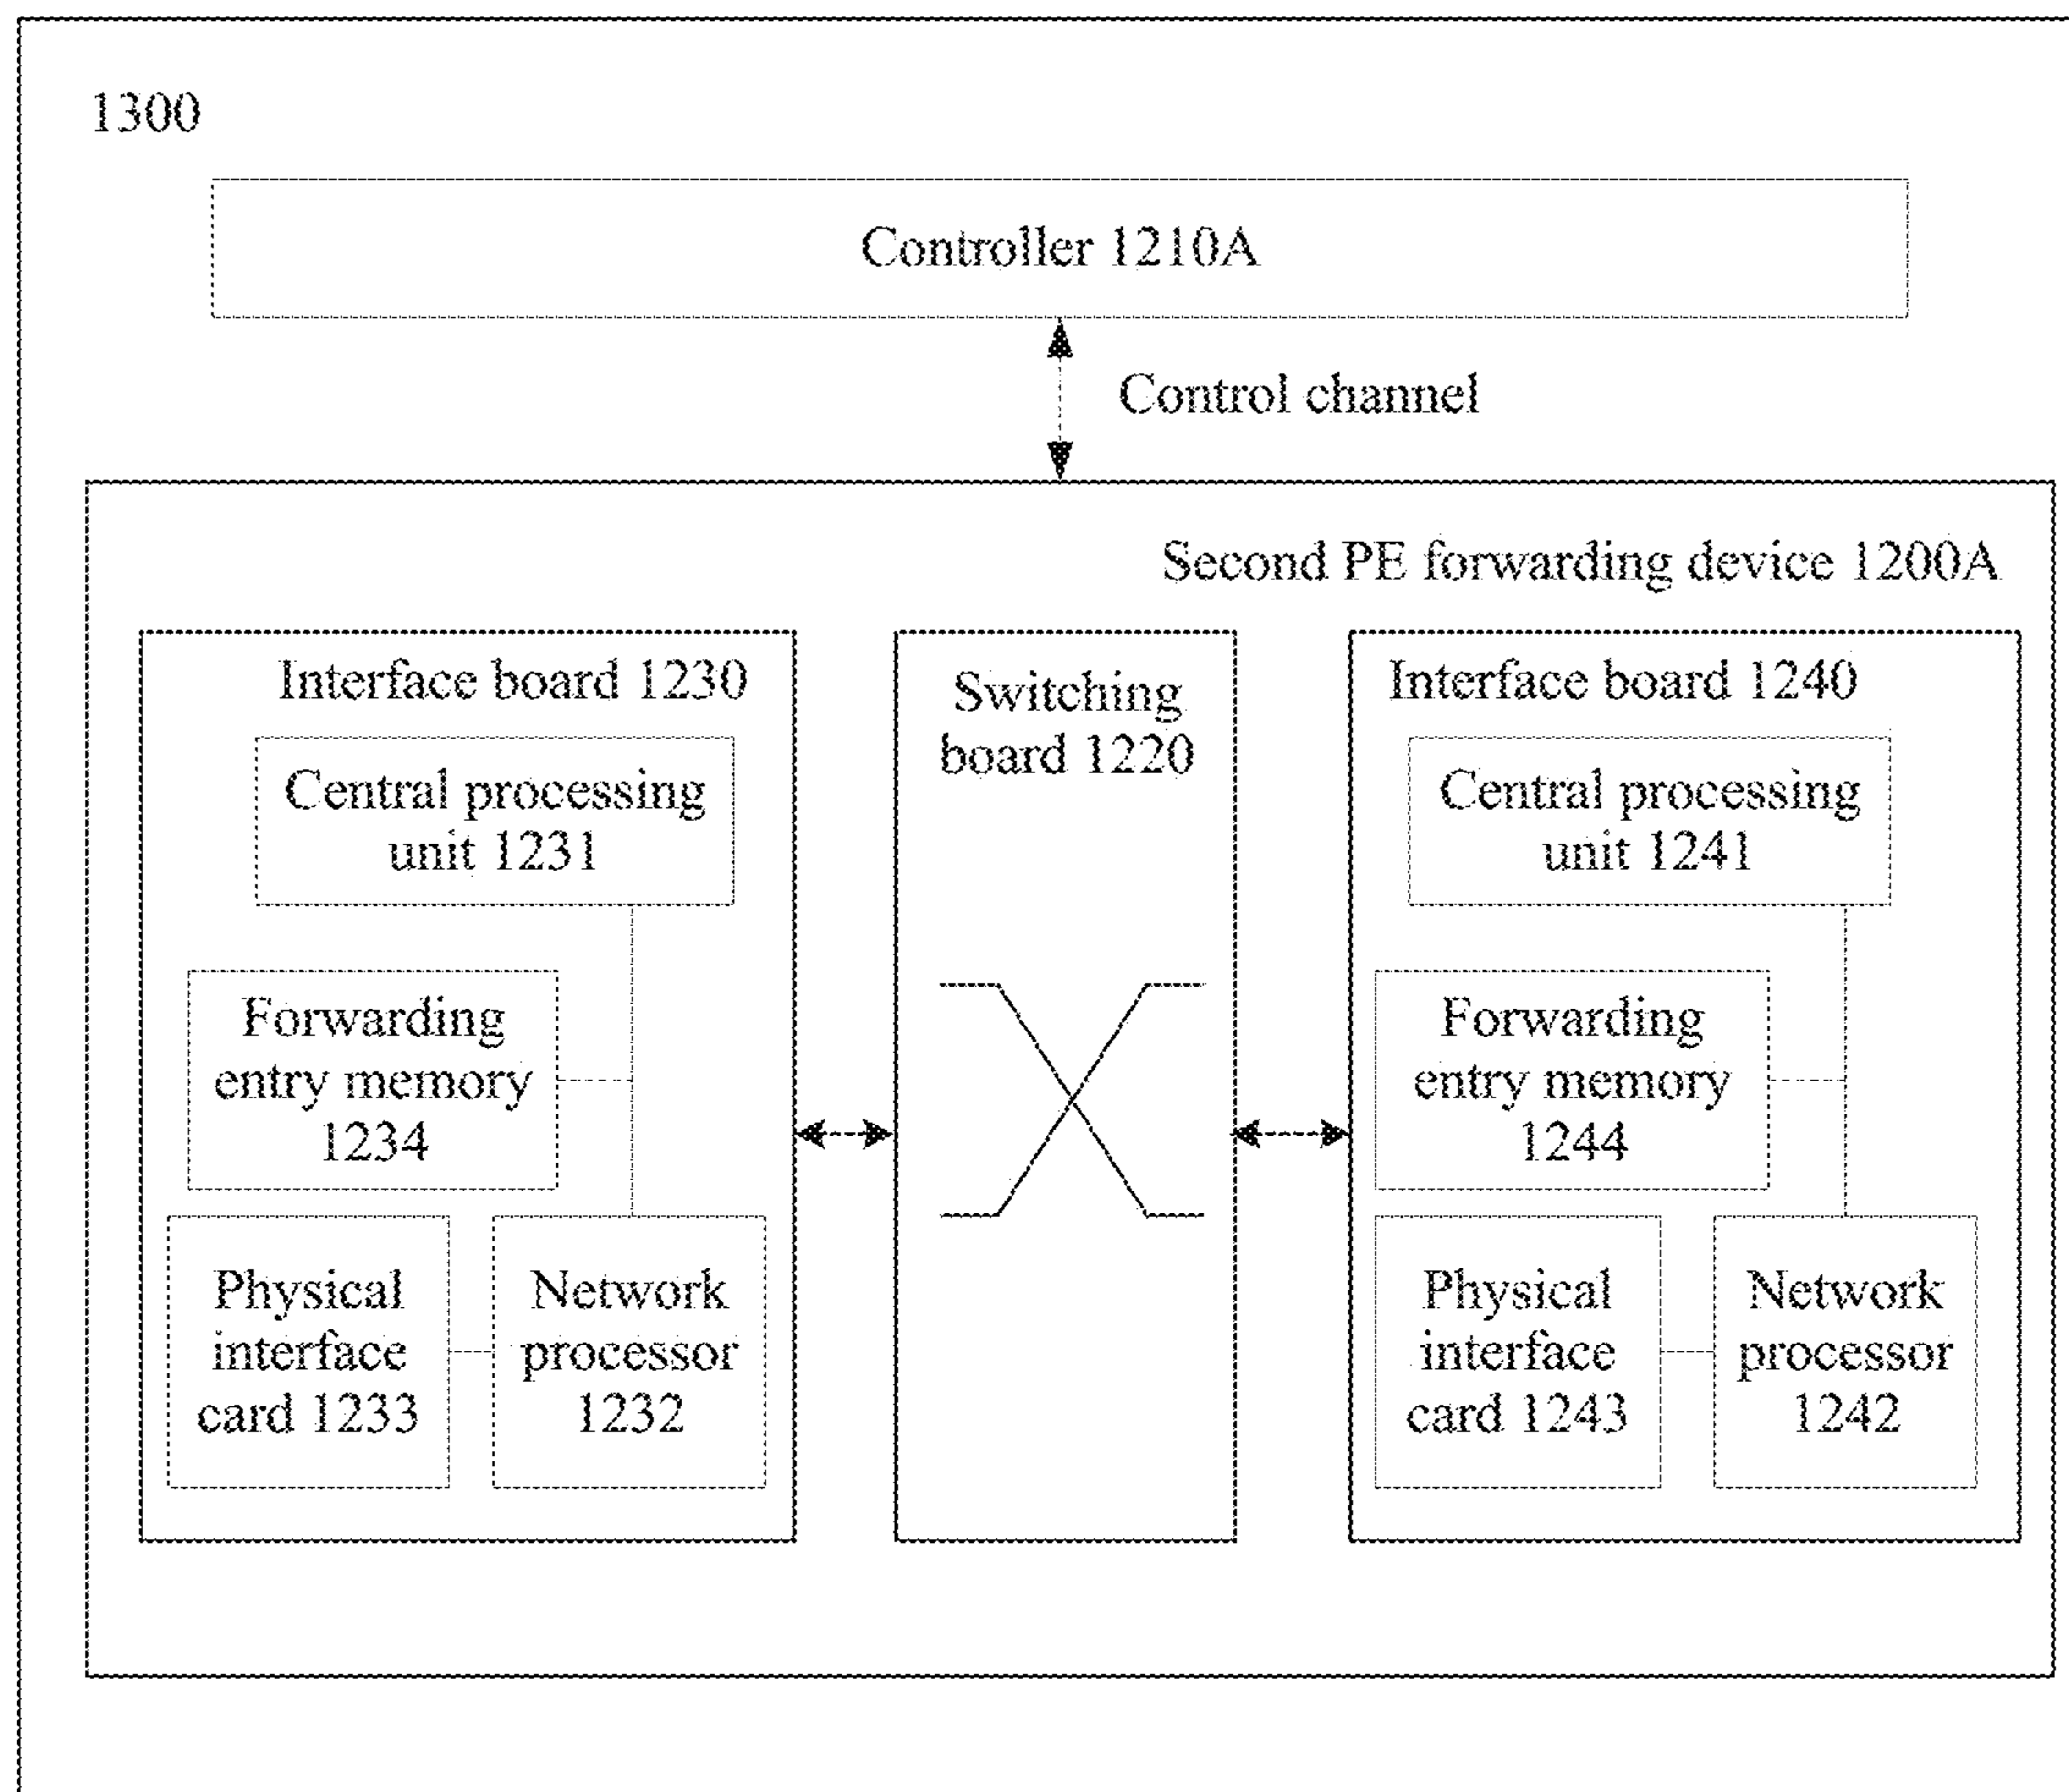 1300
Controller 1210A
Control channel
Second PE forwarding device 1200A
Interface board 1230
Central processing
unit 1231
Forwarding
entry memory
1234
Physical
interface
card 1233
Network
processor
1232
Switching
board 1220
Interface board 1240
Central processing
unit 1241
Forwarding
entry memory
1244
Physical
interface
card 1243
Network
processor
1242